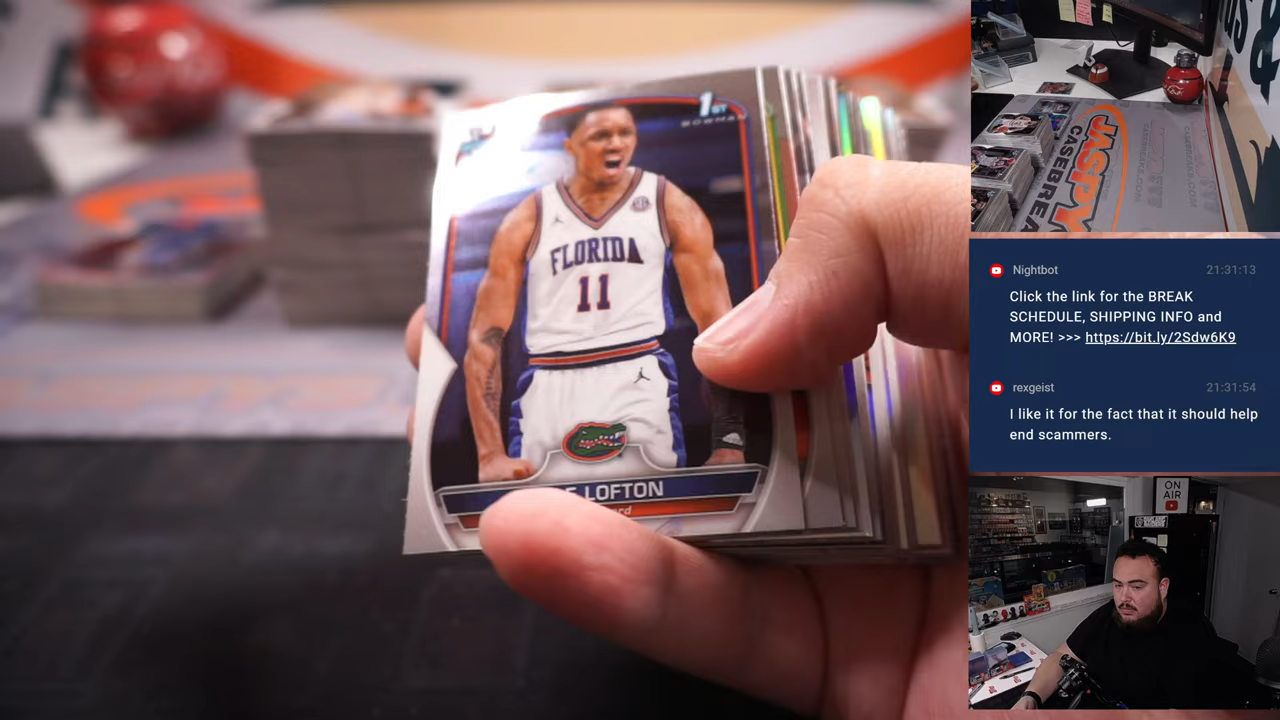 1ST
BOWMAN
FLORIDA
11
LOFTON
JASPY
CASEBREA
Nightbot
21:31:13
Click the link for the BREAK
SCHEDULE, SHIPPING INFO and
MORE! >>> https://bit.ly/2Sdw6K9
rexgeist
21:31:54
I like it for the fact that it should help
end scammers.
ON
AIR